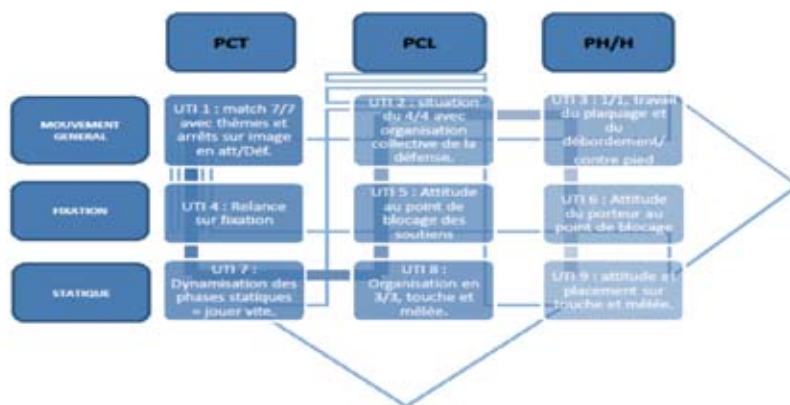 PCT
PCL
PH/H
MOUVEMENT
GENERAL
UTI 1 : match 7/7
avec thèmes et
arrêts sur image
en att/Déf.
UTI 2 : situation
du 4/4 avec
organisation
collective de la
défense.
UTI 3 : 1/1, travail
du plaquage et
du
débordement/
contre pied
FIXATION
UTI 4 : Relance
sur fixation
UTI 5 : Attitude
au point de
blocage des
soutiens
UTI 6 : Attitude
du porteur au
point de blocage
STATIQUE
UTI 7 :
Dynamisation des
phases statiques
= jouer vite.
UTI 8 :
Organisation en
3/3, touche et
mêlée.
UTI 9 : attitude et
placement sur
touche et mêlée.